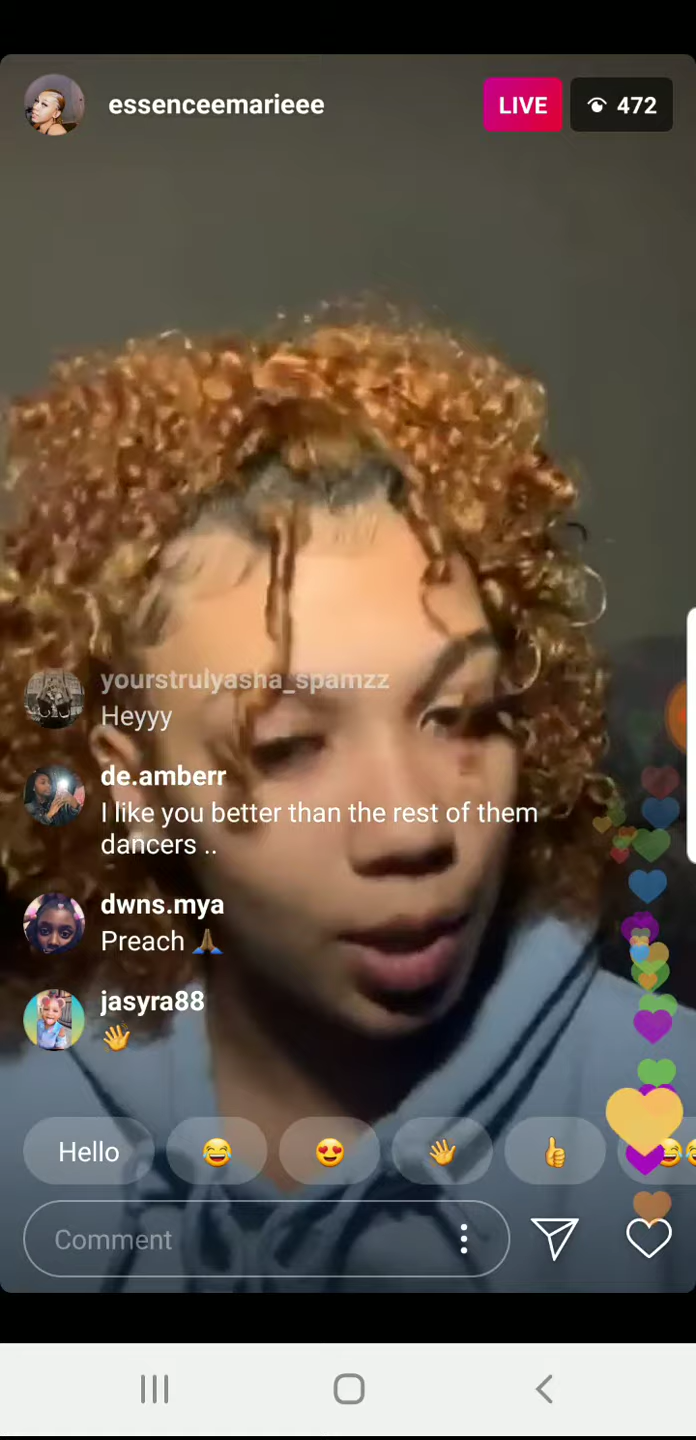 essenceemarieee
LIVE
472
yourstrulyasha_spamzz
Heyyy
de.amberr
I like you better than the rest of them
dancers ..
dwns.mya
Preach 🙏🏾
jasyra88
👋
Hello 😂 😍 👋 👍 😂
Comment